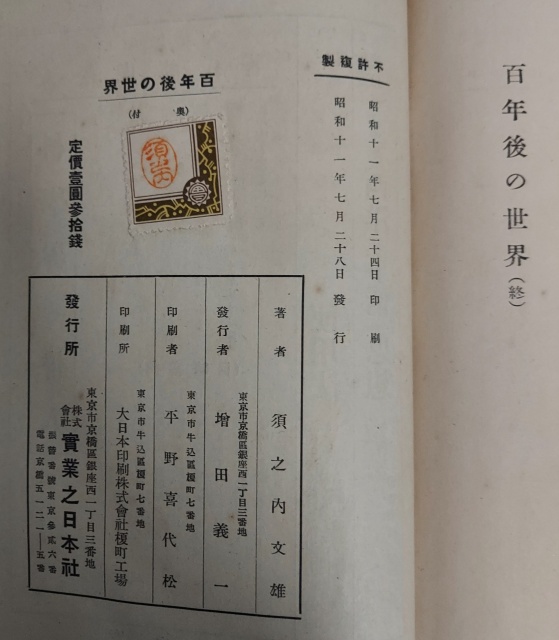 百年後の世界（終）
不許複製
昭和十一年七月二十四日 印刷
昭和十一年七月二十八日 發行
百年後の世界
（奥付）
定價壹圓參拾錢
著者 須之内文雄
東京市京橋區銀座西一丁目三番地
發行者 增田義一
東京市牛込區榎町七番地
印刷者 平野喜代松
東京市牛込區榎町七番地
印刷所 大日本印刷株式會社榎町工場
東京市京橋區銀座西一丁目三番地
發行所 株式會社 實業之日本社
振替番號東京參貳六番
電話京橋五一二一―五番